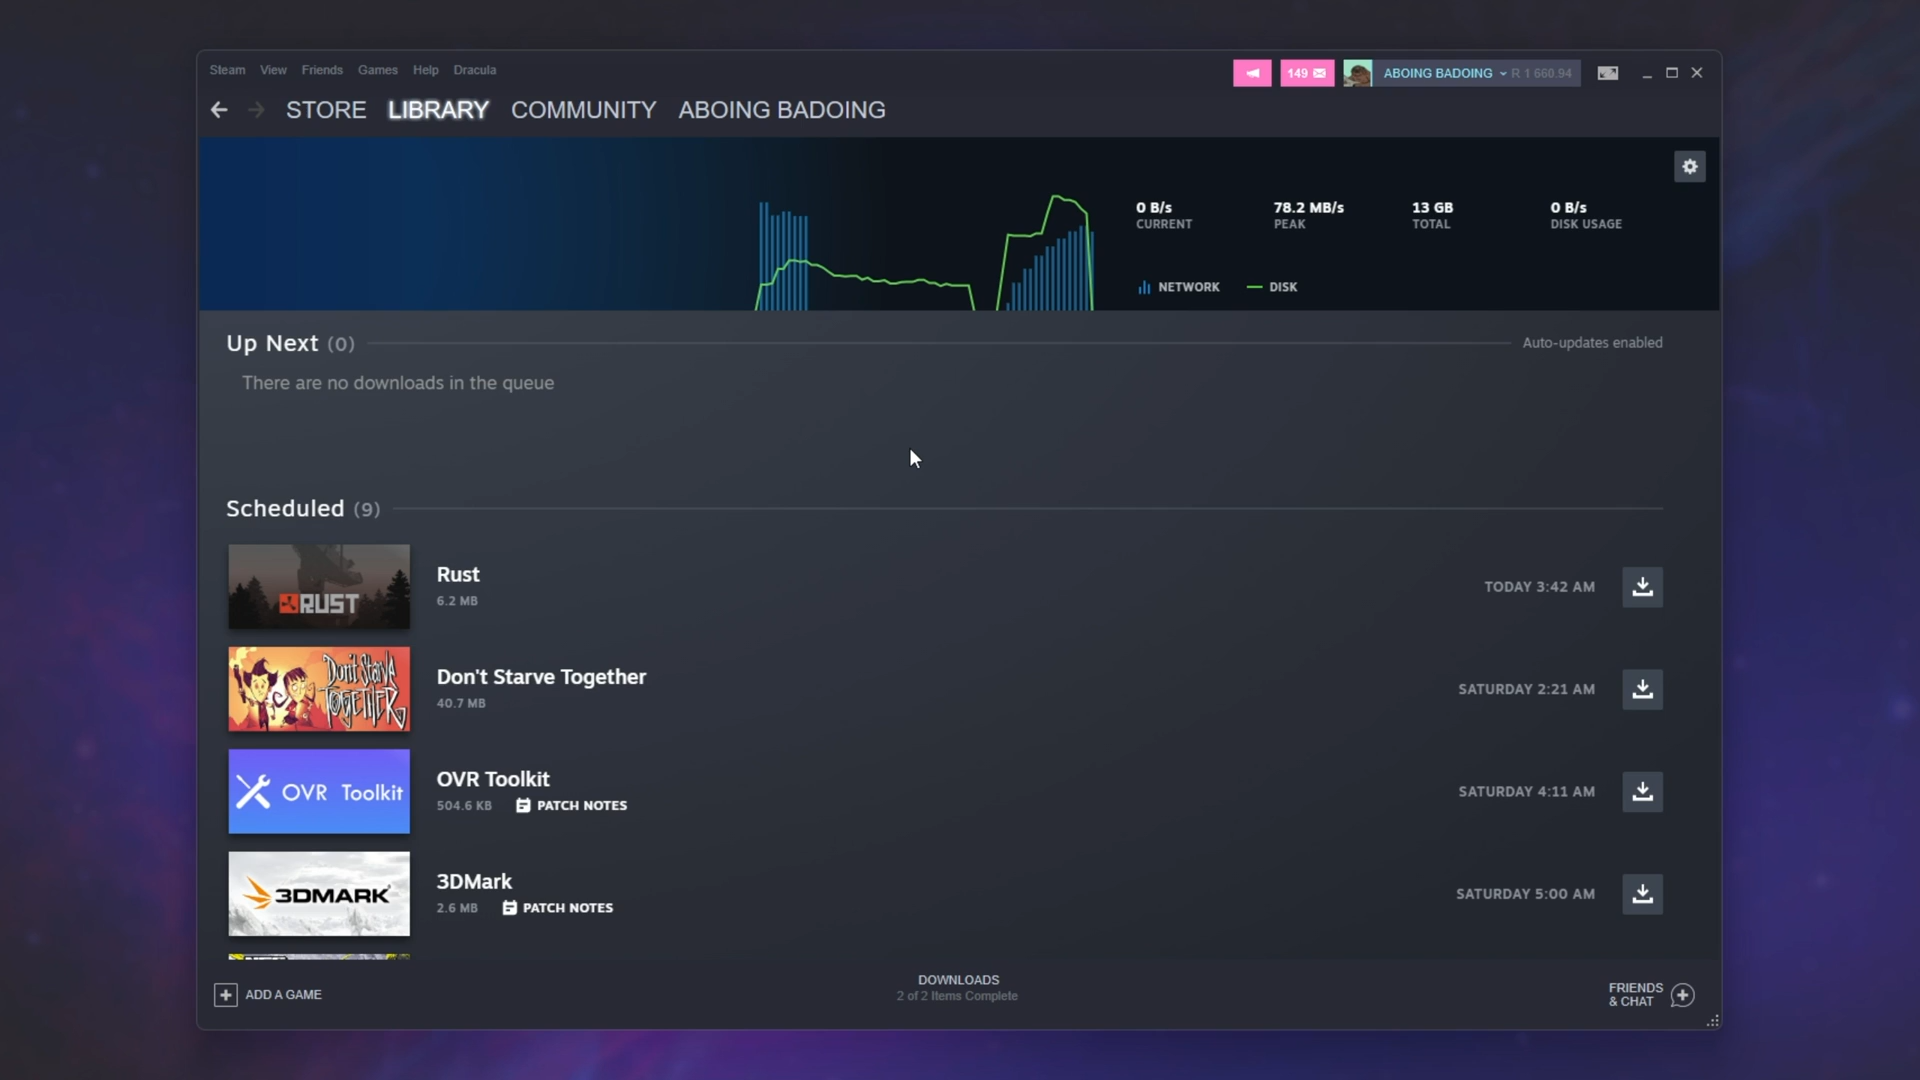 Steam View Friends Games Help Dracula
149 ABOING BADOING R 1 660.94
STORE LIBRARY COMMUNITY ABOING BADOING
0 B/s 78.2 MB/s 13 GB 0 B/s
CURRENT PEAK TOTAL DISK USAGE
NETWORK DISK
Up Next (0) Auto-updates enabled
There are no downloads in the queue
Scheduled (9)
RUST
Rust
6.2 MB
TODAY 3:42 AM
Don't Starve
TOGETHER
Don't Starve Together
40.7 MB
SATURDAY 2:21 AM
OVR Toolkit
OVR Toolkit
504.6 KB PATCH NOTES
SATURDAY 4:11 AM
3DMARK
3DMark
2.6 MB PATCH NOTES
SATURDAY 5:00 AM
ADD A GAME
DOWNLOADS
2 of 2 Items Complete
FRIENDS
& CHAT